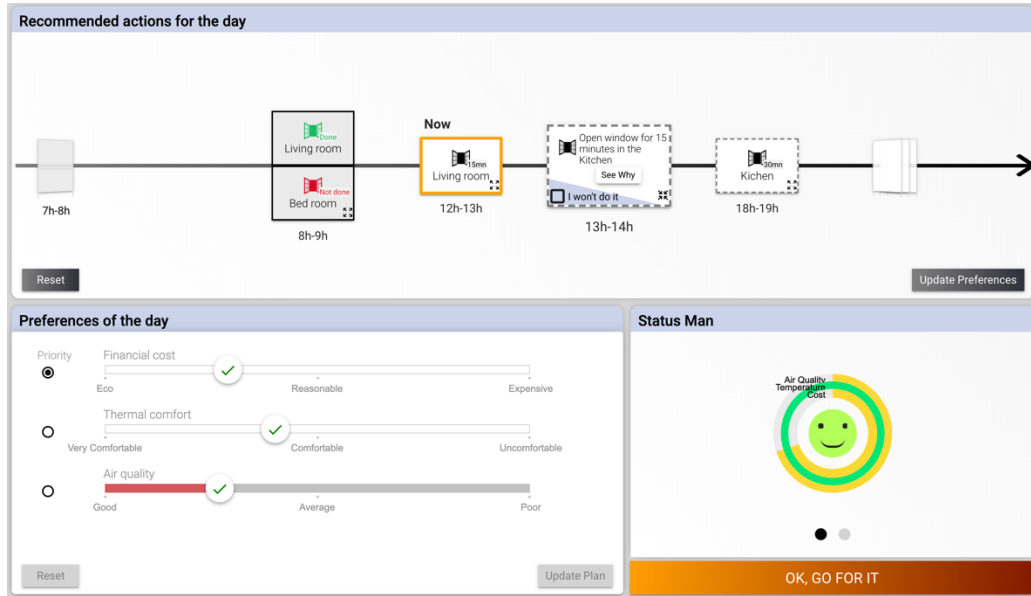 Recommended actions for the day
Now
Done
Living room
Not done
Bed room
15mn
Living room
Open window for 15
minutes in the
Kitchen
See Why
I won't do it
30mn
Kichen
7h-8h
8h-9h
12h-13h
13h-14h
18h-19h
Reset
Update Preferences
Preferences of the day
Priority
Financial cost
Eco
Reasonable
Expensive
Thermal comfort
Very Comfortable
Comfortable
Uncomfortable
Air quality
Good
Average
Poor
Reset
Update Plan
Status Man
Air Quality
Temperature
Cost
OK, GO FOR IT